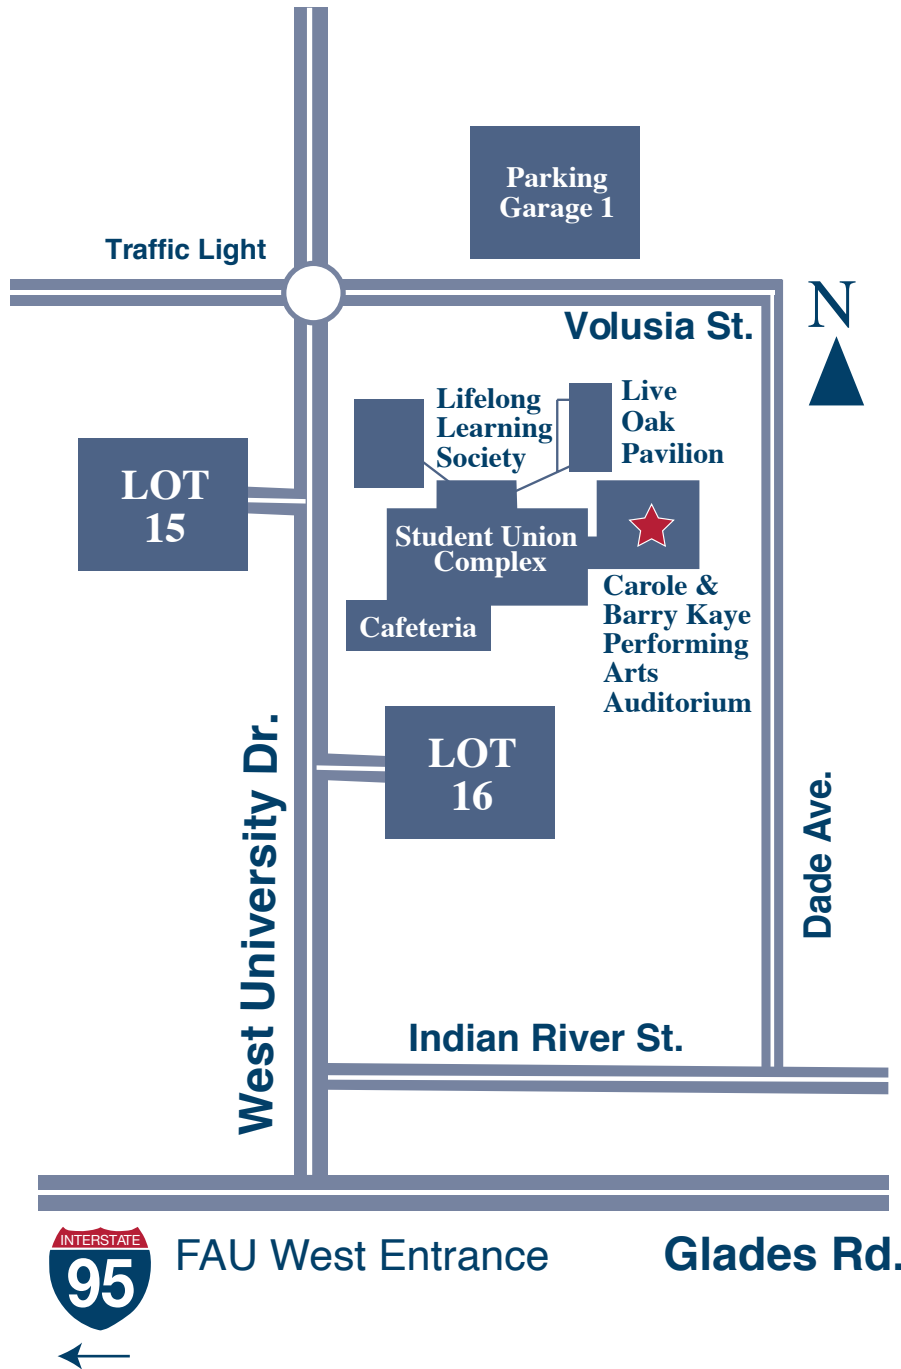 Parking
Garage 1
Traffic Light
N
Volusia St.
Lifelong
Learning
Society
Live
Oak
Pavilion
LOT
15
Student Union
Complex
Carole &
Barry Kaye
Performing
Arts
Auditorium
Cafeteria
LOT
16
West University Dr.
Dade Ave.
Indian River St.
INTERSTATE
95
FAU West Entrance
Glades Rd.